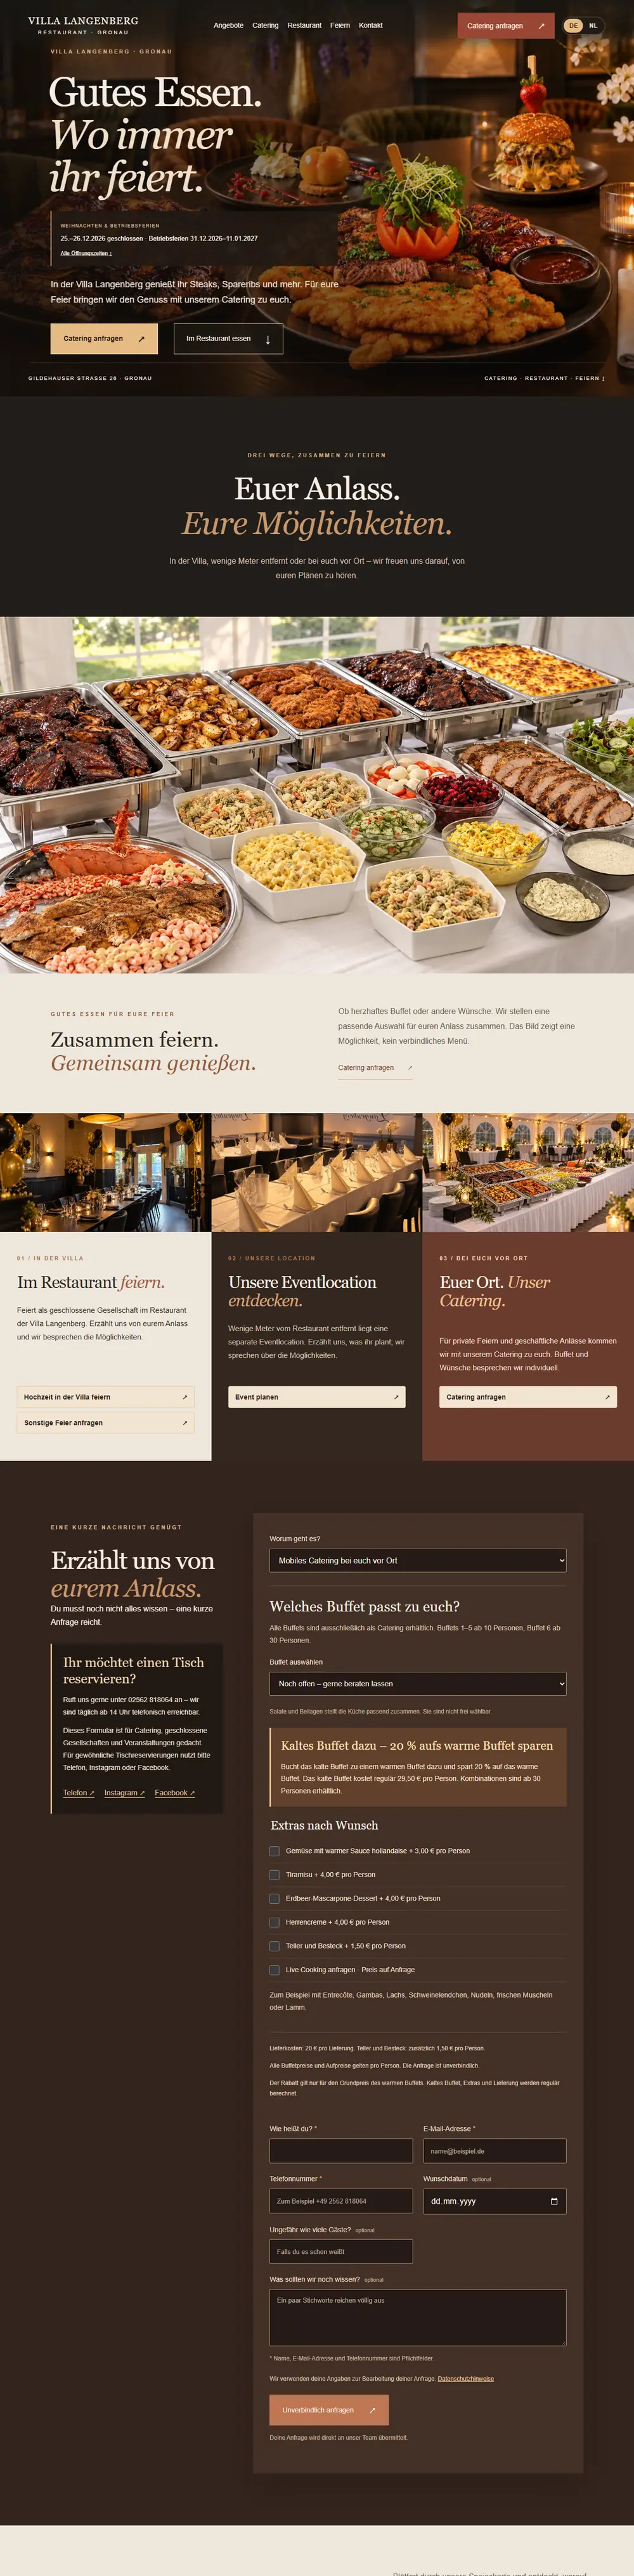 VILLA LANGENBERG
RESTAURANT · GRONAU
Angebote Catering Restaurant Feiern Kontakt
Catering anfragen ↗
DE NL
VILLA LANGENBERG · GRONAU
Gutes Essen.
Wo immer
ihr feiert.
WEIHNACHTEN & BETRIEBSFERIEN
25.–26.12.2026 geschlossen · Betriebsferien 31.12.2026–11.01.2027
Alle Öffnungszeiten ↓
In der Villa Langenberg genießt ihr Steaks, Spareribs und mehr. Für eure
Feier bringen wir den Genuss mit unserem Catering zu euch.
Catering anfragen ↗
Im Restaurant essen ↓
GILDEHAUSER STRASSE 26 · GRONAU
CATERING · RESTAURANT · FEIERN ↓
DREI WEGE, ZUSAMMEN ZU FEIERN
Euer Anlass.
Eure Möglichkeiten.
In der Villa, wenige Meter entfernt oder bei euch vor Ort – wir freuen uns darauf, von
euren Plänen zu hören.
GUTES ESSEN FÜR EURE FEIER
Zusammen feiern.
Gemeinsam genießen.
Ob herzhaftes Buffet oder andere Wünsche: Wir stellen eine
passende Auswahl für euren Anlass zusammen. Das Bild zeigt eine
Möglichkeit, kein verbindliches Menü.
Catering anfragen ↗
01 / IN DER VILLA
Im Restaurant feiern.
Feiert als geschlossene Gesellschaft im Restaurant
der Villa Langenberg. Erzählt uns von eurem Anlass
und wir besprechen die Möglichkeiten.
Hochzeit in der Villa feiern ↗
Sonstige Feier anfragen ↗
02 / UNSERE LOCATION
Unsere Eventlocation
entdecken.
Wenige Meter vom Restaurant entfernt liegt eine
separate Eventlocation. Erzählt uns, was ihr plant; wir
sprechen über die Möglichkeiten.
Event planen ↗
03 / BEI EUCH VOR ORT
Euer Ort. Unser
Catering.
Für private Feiern und geschäftliche Anlässe kommen
wir mit unserem Catering zu euch. Buffet und
Wünsche besprechen wir individuell.
Catering anfragen ↗
EINE KURZE NACHRICHT GENÜGT
Erzählt uns von
eurem Anlass.
Du musst noch nicht alles wissen – eine kurze
Anfrage reicht.
Ihr möchtet einen Tisch
reservieren?
Ruft uns gerne unter 02562 818064 an – wir
sind täglich ab 14 Uhr telefonisch erreichbar.
Dieses Formular ist für Catering, geschlossene
Gesellschaften und Veranstaltungen gedacht.
Für gewöhnliche Tischreservierungen nutzt bitte
Telefon, Instagram oder Facebook.
Telefon ↗ Instagram ↗ Facebook ↗
Worum geht es?
Mobiles Catering bei euch vor Ort
Welches Buffet passt zu euch?
Alle Buffets sind ausschließlich als Catering erhältlich. Buffets 1–5 ab 10 Personen, Buffet 6 ab
30 Personen.
Buffet auswählen
Noch offen – gerne beraten lassen
Salate und Beilagen stellt die Küche passend zusammen. Sie sind nicht frei wählbar.
Kaltes Buffet dazu – 20 % aufs warme Buffet sparen
Bucht das kalte Buffet zu einem warmen Buffet dazu und spart 20 % auf das warme
Buffet. Das kalte Buffet kostet regulär 29,50 € pro Person. Kombinationen sind ab 30
Personen erhältlich.
Extras nach Wunsch
Gemüse mit warmer Sauce hollandaise + 3,00 € pro Person
Tiramisu + 4,00 € pro Person
Erdbeer-Mascarpone-Dessert + 4,00 € pro Person
Herrencreme + 4,00 € pro Person
Teller und Besteck + 1,50 € pro Person
Live Cooking anfragen · Preis auf Anfrage
Zum Beispiel mit Entrecôte, Gambas, Lachs, Schweinelendchen, Nudeln, frischen Muscheln
oder Lamm.
Lieferkosten: 20 € pro Lieferung. Teller und Besteck: zusätzlich 1,50 € pro Person.
Alle Buffetpreise und Aufpreise gelten pro Person. Die Anfrage ist unverbindlich.
Der Rabatt gilt nur für den Grundpreis des warmen Buffets. Kaltes Buffet, Extras und Lieferung werden regulär
berechnet.
Wie heißt du? *
E-Mail-Adresse *
name@beispiel.de
Telefonnummer *
Wunschdatum optional
Zum Beispiel +49 2562 818064
dd.mm.yyyy
Ungefähr wie viele Gäste? optional
Falls du es schon weißt
Was sollten wir noch wissen? optional
Ein paar Stichworte reichen völlig aus
* Name, E-Mail-Adresse und Telefonnummer sind Pflichtfelder.
Wir verwenden deine Angaben zur Bearbeitung deiner Anfrage. Datenschutzhinweise
Unverbindlich anfragen ↗
Deine Anfrage wird direkt an unser Team übermittelt.